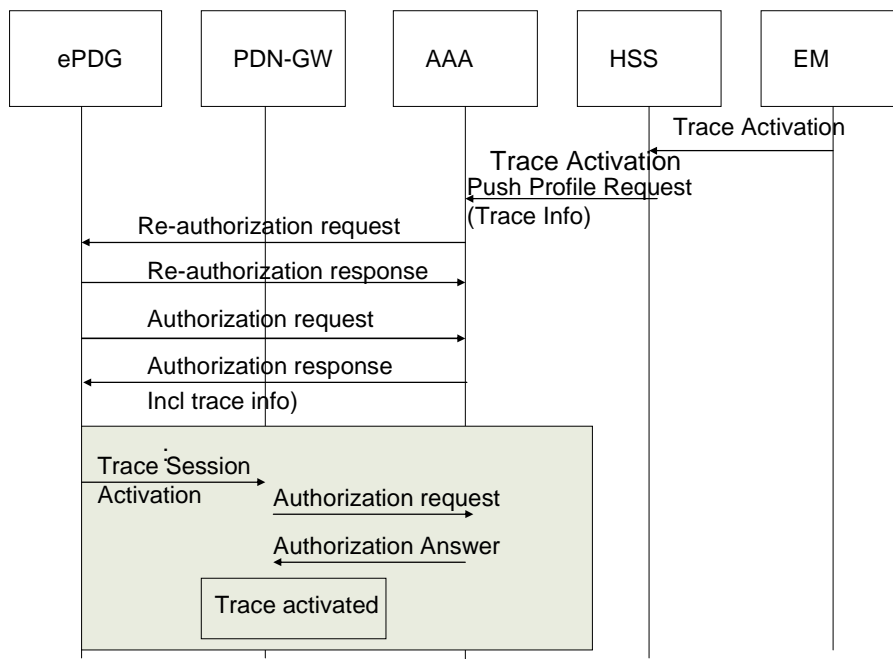 ePDG
PDN-GW
AAA
HSS
EM
Trace Activation
Trace Activation
Push Profile Request
(Trace Info)
Re-authorization request
Re-authorization response
Authorization request
Authorization response
Incl trace info)
:
Trace Session
Activation
Authorization request
Authorization Answer
Trace activated